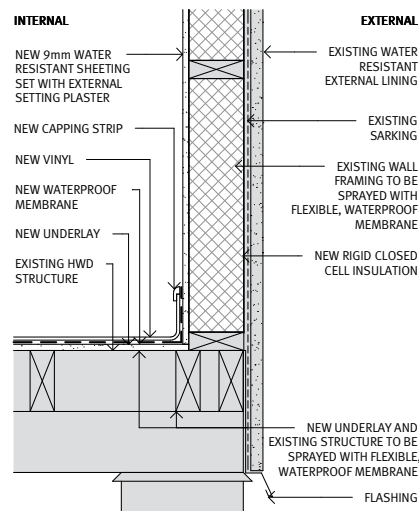 INTERNAL
NEW 9mm WATER
RESISTANT SHEETING
SET WITH EXTERNAL
SETTING PLASTER
NEW CAPPING STRIP
NEW VINYL
NEW WATERPROOF
MEMBRANE
NEW UNDERLAY
EXISTING HWD
STRUCTURE
EXTERNAL
EXISTING WATER
RESISTANT
EXTERNAL LINING
EXISTING
SARKING
EXISTING WALL
FRAMING TO BE
SPRAYED WITH
FLEXIBLE, WATERPROOF
MEMBRANE
NEW RIGID CLOSED
CELL INSULATION
NEW UNDERLAY AND
EXISTING STRUCTURE TO BE
SPRAYED WITH FLEXIBLE,
WATERPROOF MEMBRANE
FLASHING